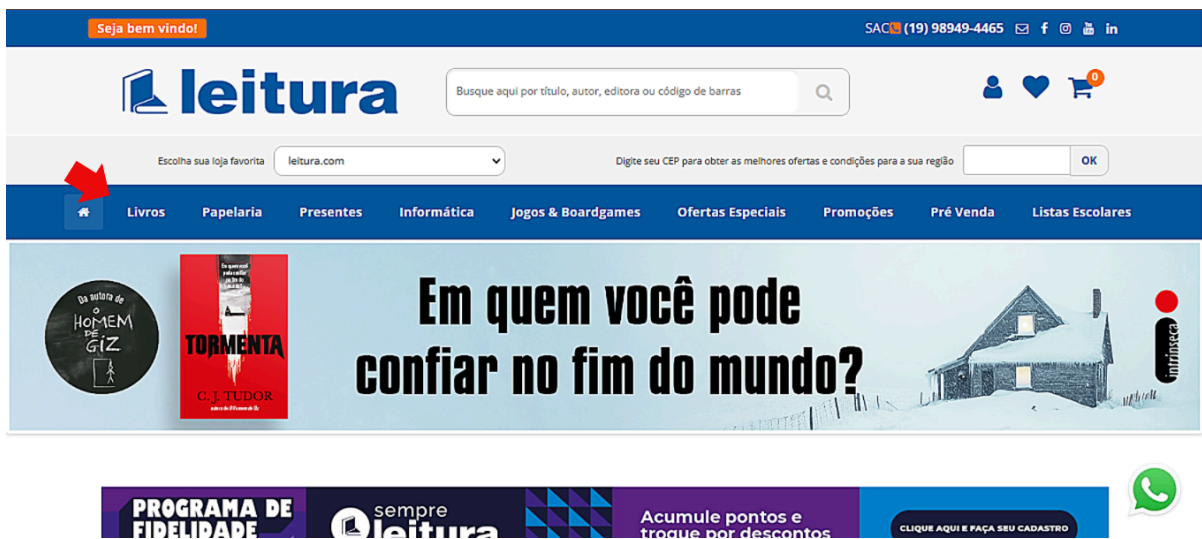 Seja bem vindo!
SAC (19) 98949-4465
leitura
Busque aqui por título, autor, editora ou código de barras
0
Escolha sua loja favorita
leitura.com
Digite seu CEP para obter as melhores ofertas e condições para a sua região
OK
Livros Papelaria Presentes Informática Jogos & Boardgames Ofertas Especiais Promoções Pré Venda Listas Escolares
Da autora de
O
HOMEM
DE
GIZ
TORMENTA
C. J. TUDOR
Em quem você pode
confiar no fim do mundo?
intrínseca
PROGRAMA DE
FIDELIDADE
sempre
leitura
Acumule pontos e
troque por descontos
CLIQUE AQUI E FAÇA SEU CADASTRO